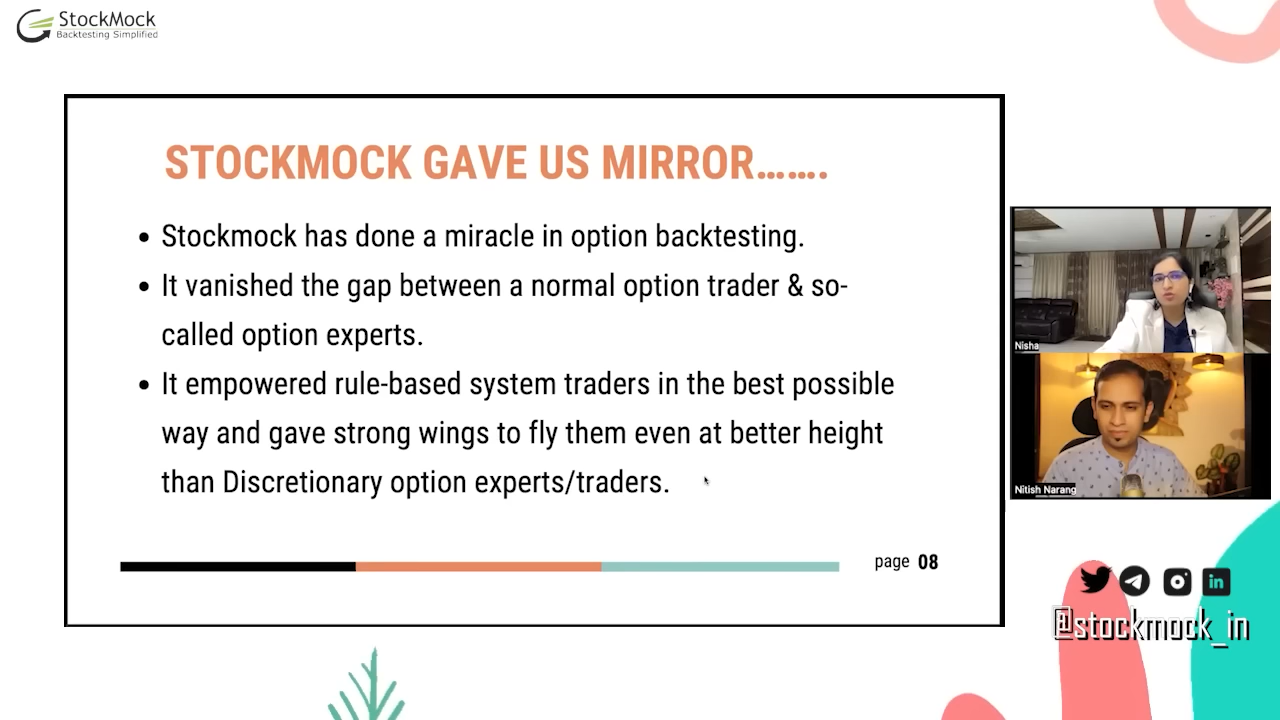 StockMock
Backtesting Simplified
STOCKMOCK GAVE US MIRROR.......
• Stockmock has done a miracle in option backtesting.
• It vanished the gap between a normal option trader & so-
called option experts.
• It empowered rule-based system traders in the best possible
way and gave strong wings to fly them even at better height
than Discretionary option experts/traders.
page 08
Nisha
Nitish Narang
in
@stockmock_in